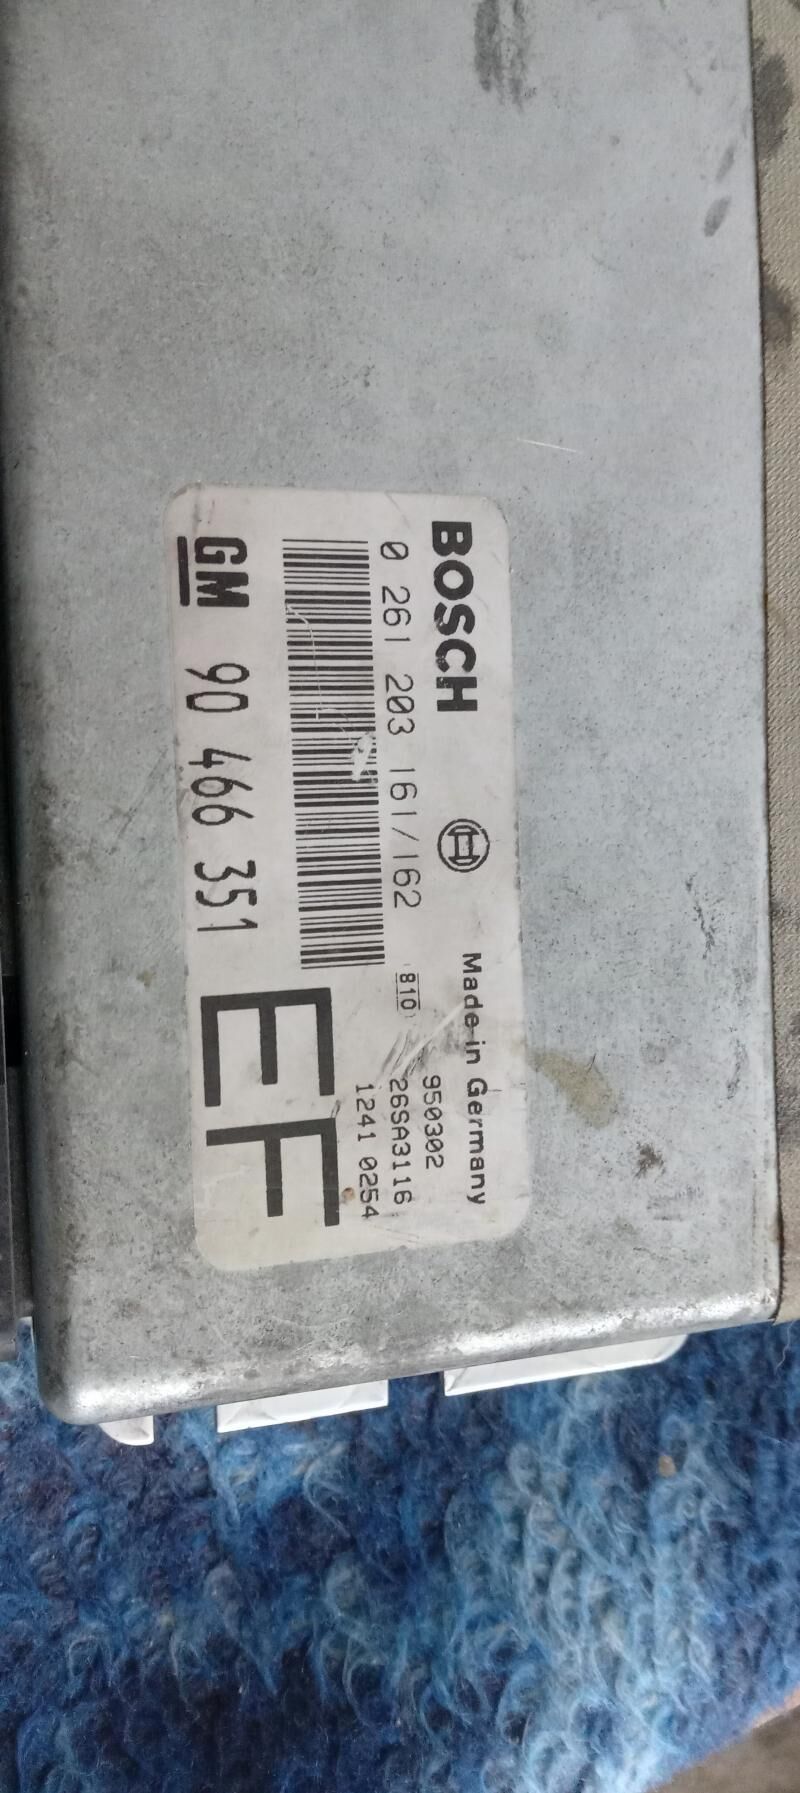 BOSCH Made in Germany
950302
0 261 203 161/162 810 26SA3116
1241 0254
GM 90 466 351 EF